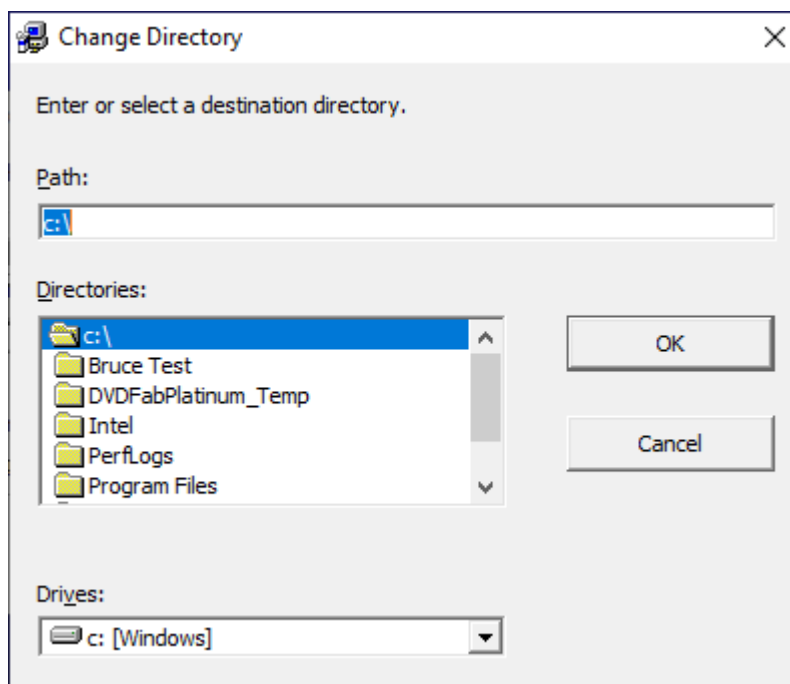 Change Directory
Enter or select a destination directory.
Path:
c:\
Directories:
c:\
Bruce Test
DVDFabPlatinum_Temp
Intel
PerfLogs
Program Files
OK
Cancel
Drives:
c: [Windows]